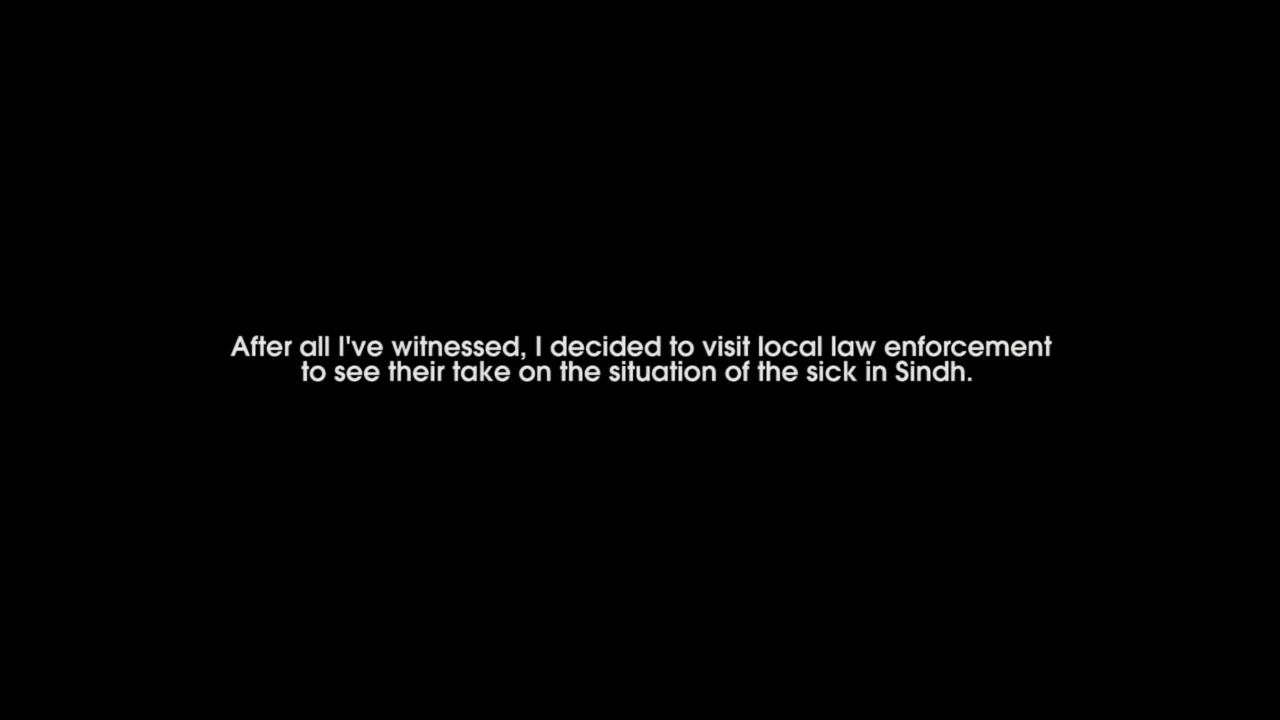 After all I've witnessed, I decided to visit local law enforcement
to see their take on the situation of the sick in Sindh.